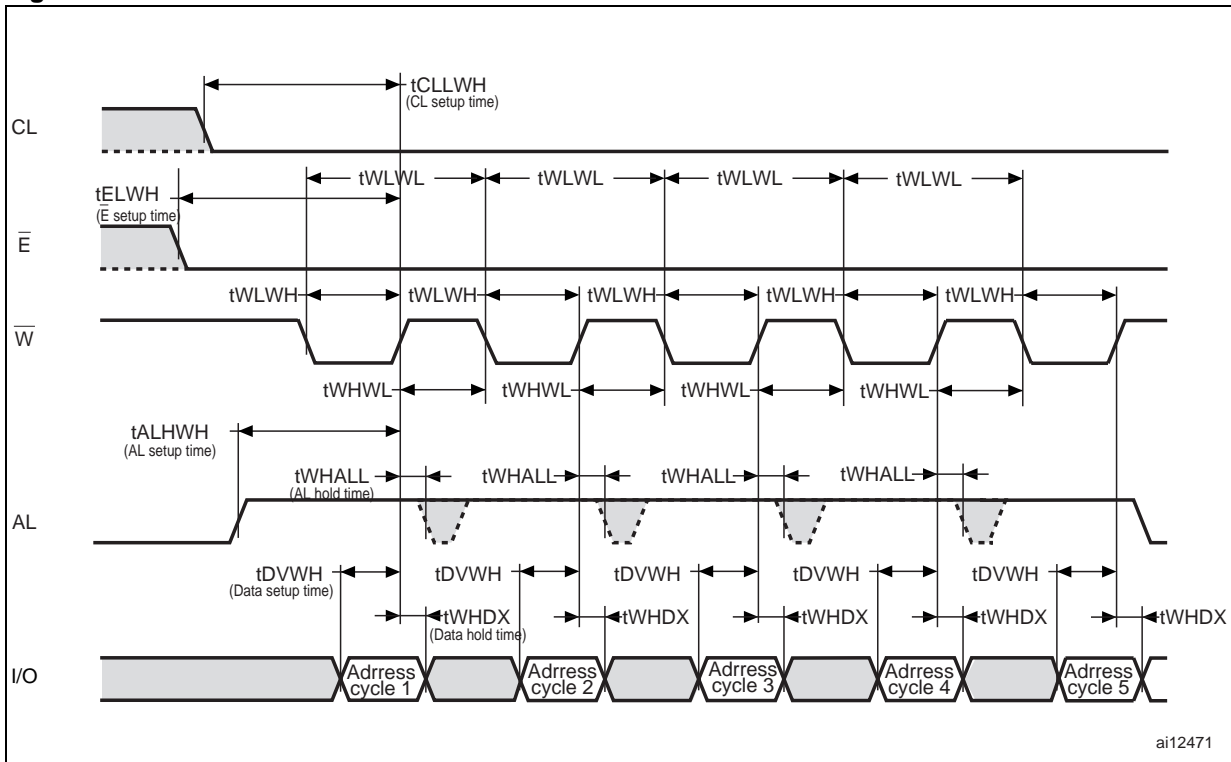 tCLLWH
(CL setup time)
CL
tWLWL tWLWL tWLWL tWLWL
tELWH
(E̅ setup time)
E̅
tWLWH tWLWH tWLWH tWLWH tWLWH
W̅
tWHWL tWHWL tWHWL tWHWL
tALHWH
(AL setup time)
tWHALL tWHALL tWHALL tWHALL
(AL hold time)
AL
tDVWH tDVWH tDVWH tDVWH tDVWH
(Data setup time)
tWHDX tWHDX tWHDX tWHDX tWHDX
(Data hold time)
I/O
Adrress Adrress Adrress Adrress Adrress
cycle 1 cycle 2 cycle 3 cycle 4 cycle 5
ai12471